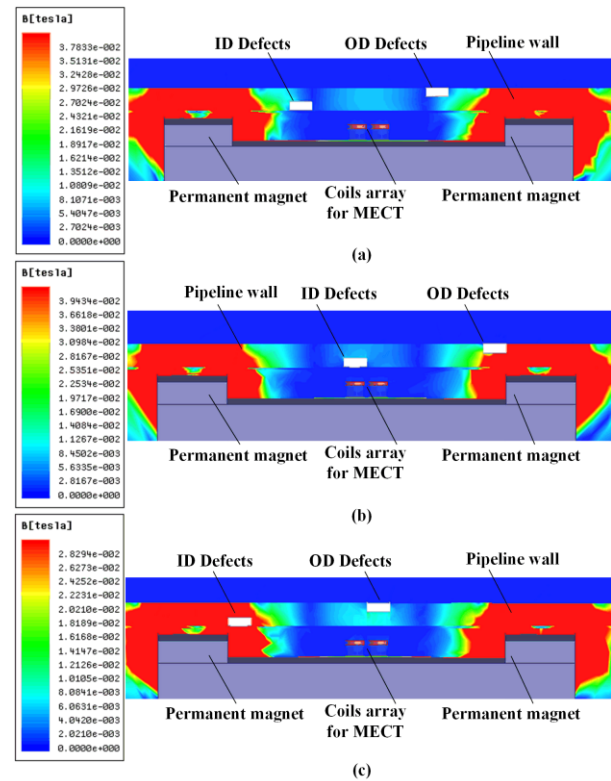 (a)
B[tesla]
3.7833e-002
3.5131e-002
3.2428e-002
2.9726e-002
2.7024e-002
2.4321e-002
2.1619e-002
1.8917e-002
1.6214e-002
1.3512e-002
1.0809e-002
8.1071e-003
5.4047e-003
2.7024e-003
0.0000e+000
ID Defects
OD Defects
Pipeline wall
Permanent magnet
Coils array
for MECT
Permanent magnet
(a)
B[tesla]
3.9434e-002
3.6618e-002
3.3801e-002
3.0984e-002
2.8167e-002
2.5351e-002
2.2534e-002
1.9717e-002
1.6900e-002
1.4084e-002
1.1267e-002
8.4502e-003
5.6335e-003
2.8167e-003
0.0000e+000
Pipeline wall
ID Defects
OD Defects
Permanent magnet
Coils array
for MECT
Permanent magnet
(b)
B[tesla]
2.8294e-002
2.6273e-002
2.4252e-002
2.2231e-002
2.0210e-002
1.8189e-002
1.6168e-002
1.4147e-002
1.2126e-002
1.0105e-002
8.0841e-003
6.0631e-003
4.0420e-003
2.0210e-003
0.0000e+000
ID Defects
OD Defects
Pipeline wall
Permanent magnet
Coils array
for MECT
Permanent magnet
(c)